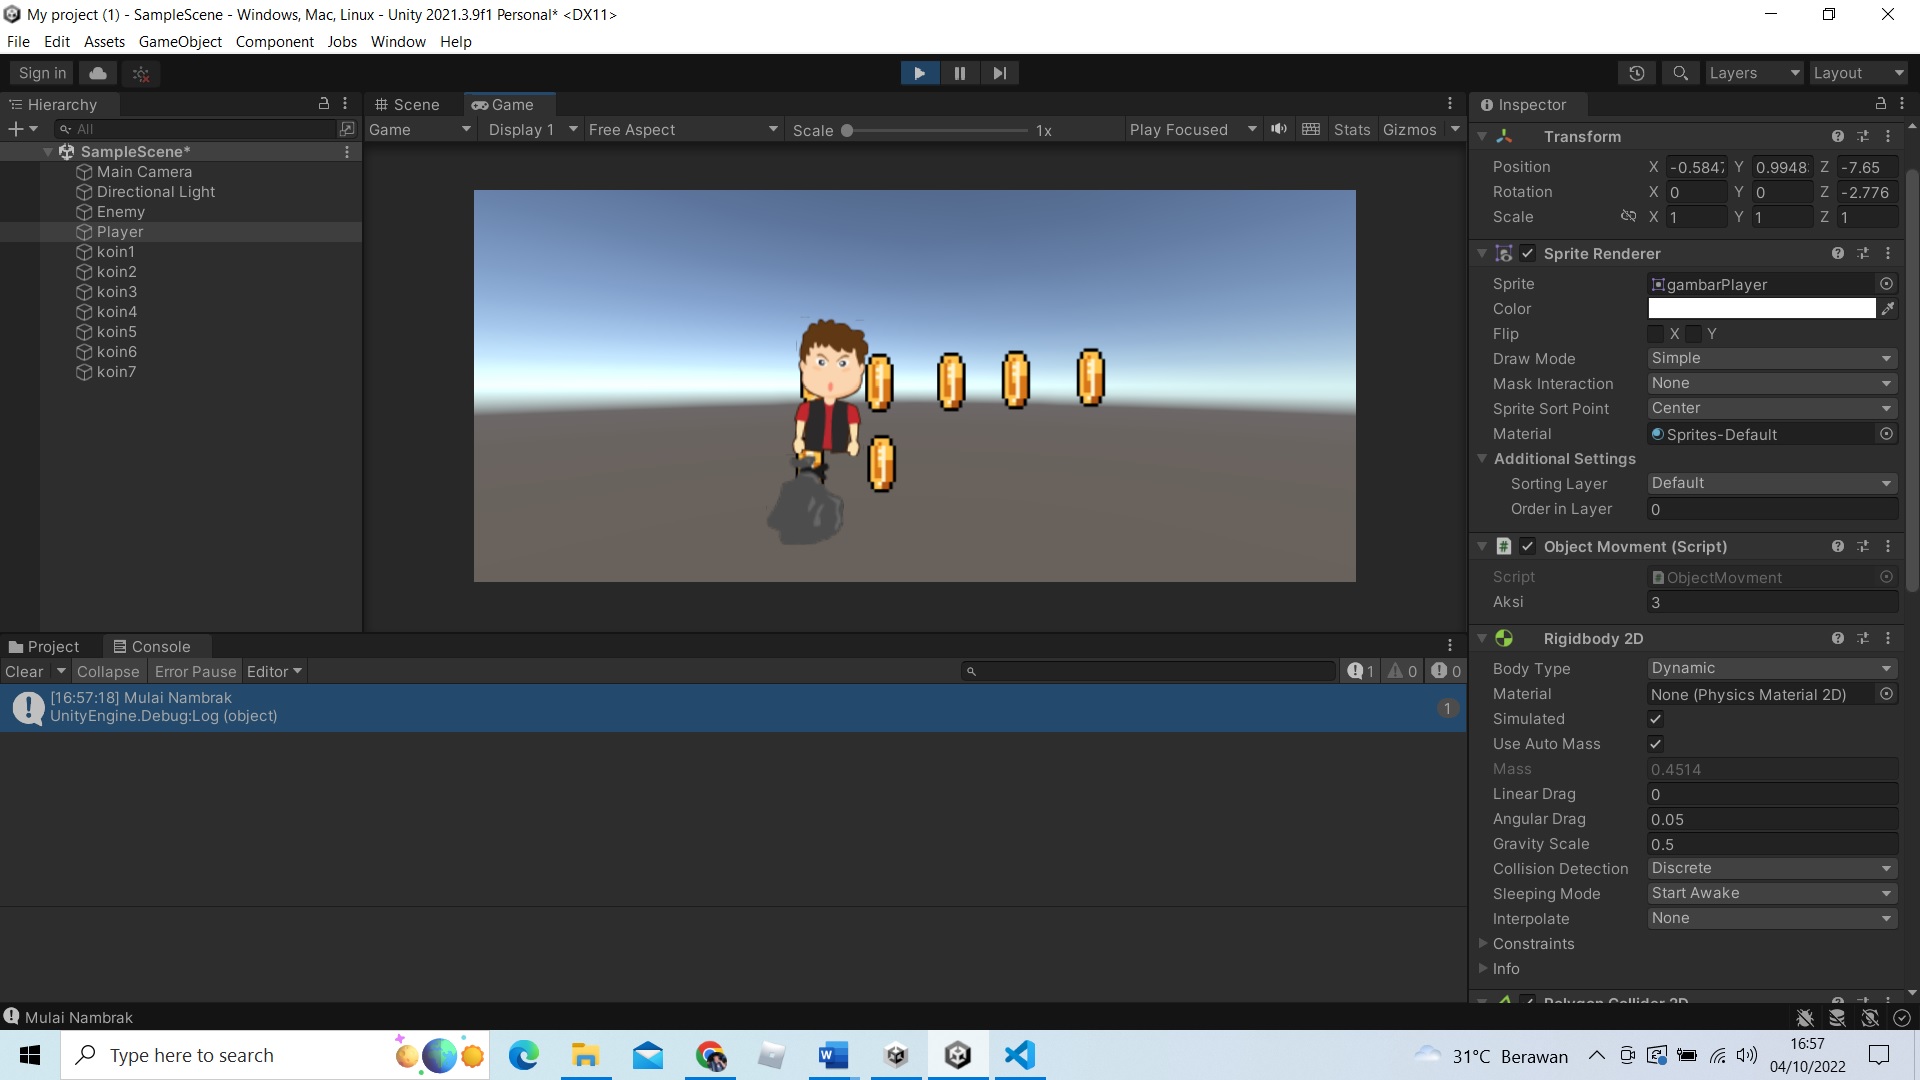 My project (1) - SampleScene - Windows, Mac, Linux - Unity 2021.3.9f1 Personal* <DX11>
File Edit Assets GameObject Component Jobs Window Help
Sign in
Layers
Layout
Hierarchy
All
SampleScene*
Main Camera
Directional Light
Enemy
Player
koin1
koin2
koin3
koin4
koin5
koin6
koin7
Scene Game
Game Display 1 Free Aspect Scale 1x Play Focused Stats Gizmos
Inspector
Transform
Position X -0.5847 Y 0.9948 Z -7.65
Rotation X 0 Y 0 Z -2.776
Scale X 1 Y 1 Z 1
Sprite Renderer
Sprite gambarPlayer
Color
Flip X Y
Draw Mode Simple
Mask Interaction None
Sprite Sort Point Center
Material Sprites-Default
Additional Settings
Sorting Layer Default
Order in Layer 0
Object Movment (Script)
Script ObjectMovment
Aksi 3
Rigidbody 2D
Body Type Dynamic
Material None (Physics Material 2D)
Simulated
Use Auto Mass
Mass 0.4514
Linear Drag 0
Angular Drag 0.05
Gravity Scale 0.5
Collision Detection Discrete
Sleeping Mode Start Awake
Interpolate None
Constraints
Info
Polygon Collider 2D
Project Console
Clear Collapse Error Pause Editor 1 0 0
[16:57:18] Mulai Nambrak
UnityEngine.Debug:Log (object)
1
Mulai Nambrak
Type here to search
31°C Berawan
16:57
04/10/2022